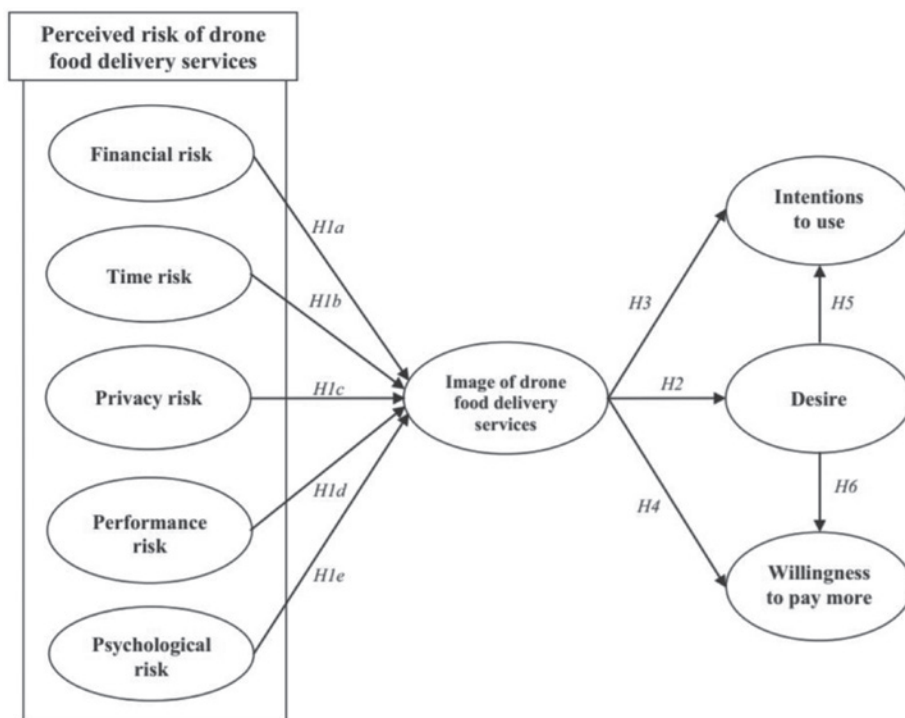 Perceived risk of drone
food delivery services
Financial risk
H1a
Time risk
H1b
Privacy risk
H1c
Performance
risk
H1d
Psychological
risk
H1e
Image of drone
food delivery
services
H3
H2
H4
Intentions
to use
H5
Desire
H6
Willingness
to pay more